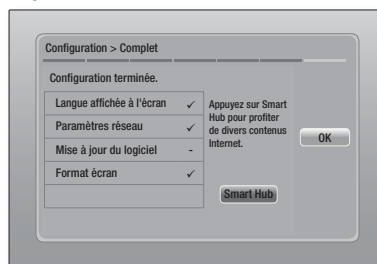 Configuration > Complet
Configuration terminée.
Langue affichée à l'écran ✓
Paramètres réseau ✓
Mise à jour du logiciel -
Format écran ✓
Appuyez sur Smart
Hub pour profiter
de divers contenus
Internet.
Smart Hub
OK